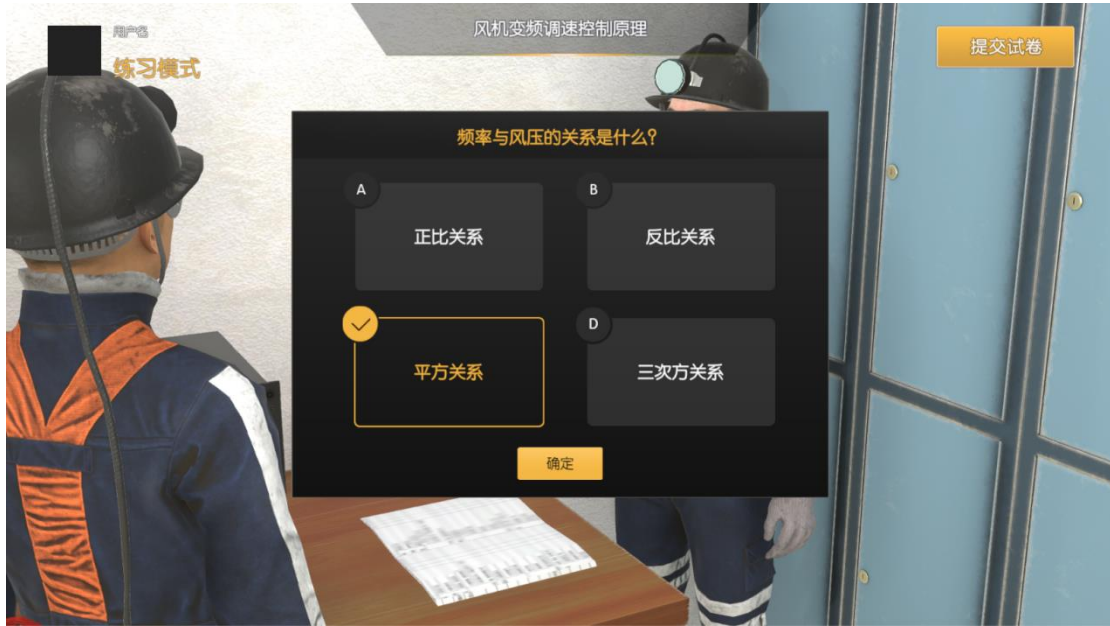 用户名
练习模式
风机变频调速控制原理
提交试卷
频率与风压的关系是什么?
A
正比关系
B
反比关系
平方关系
D
三次方关系
确定